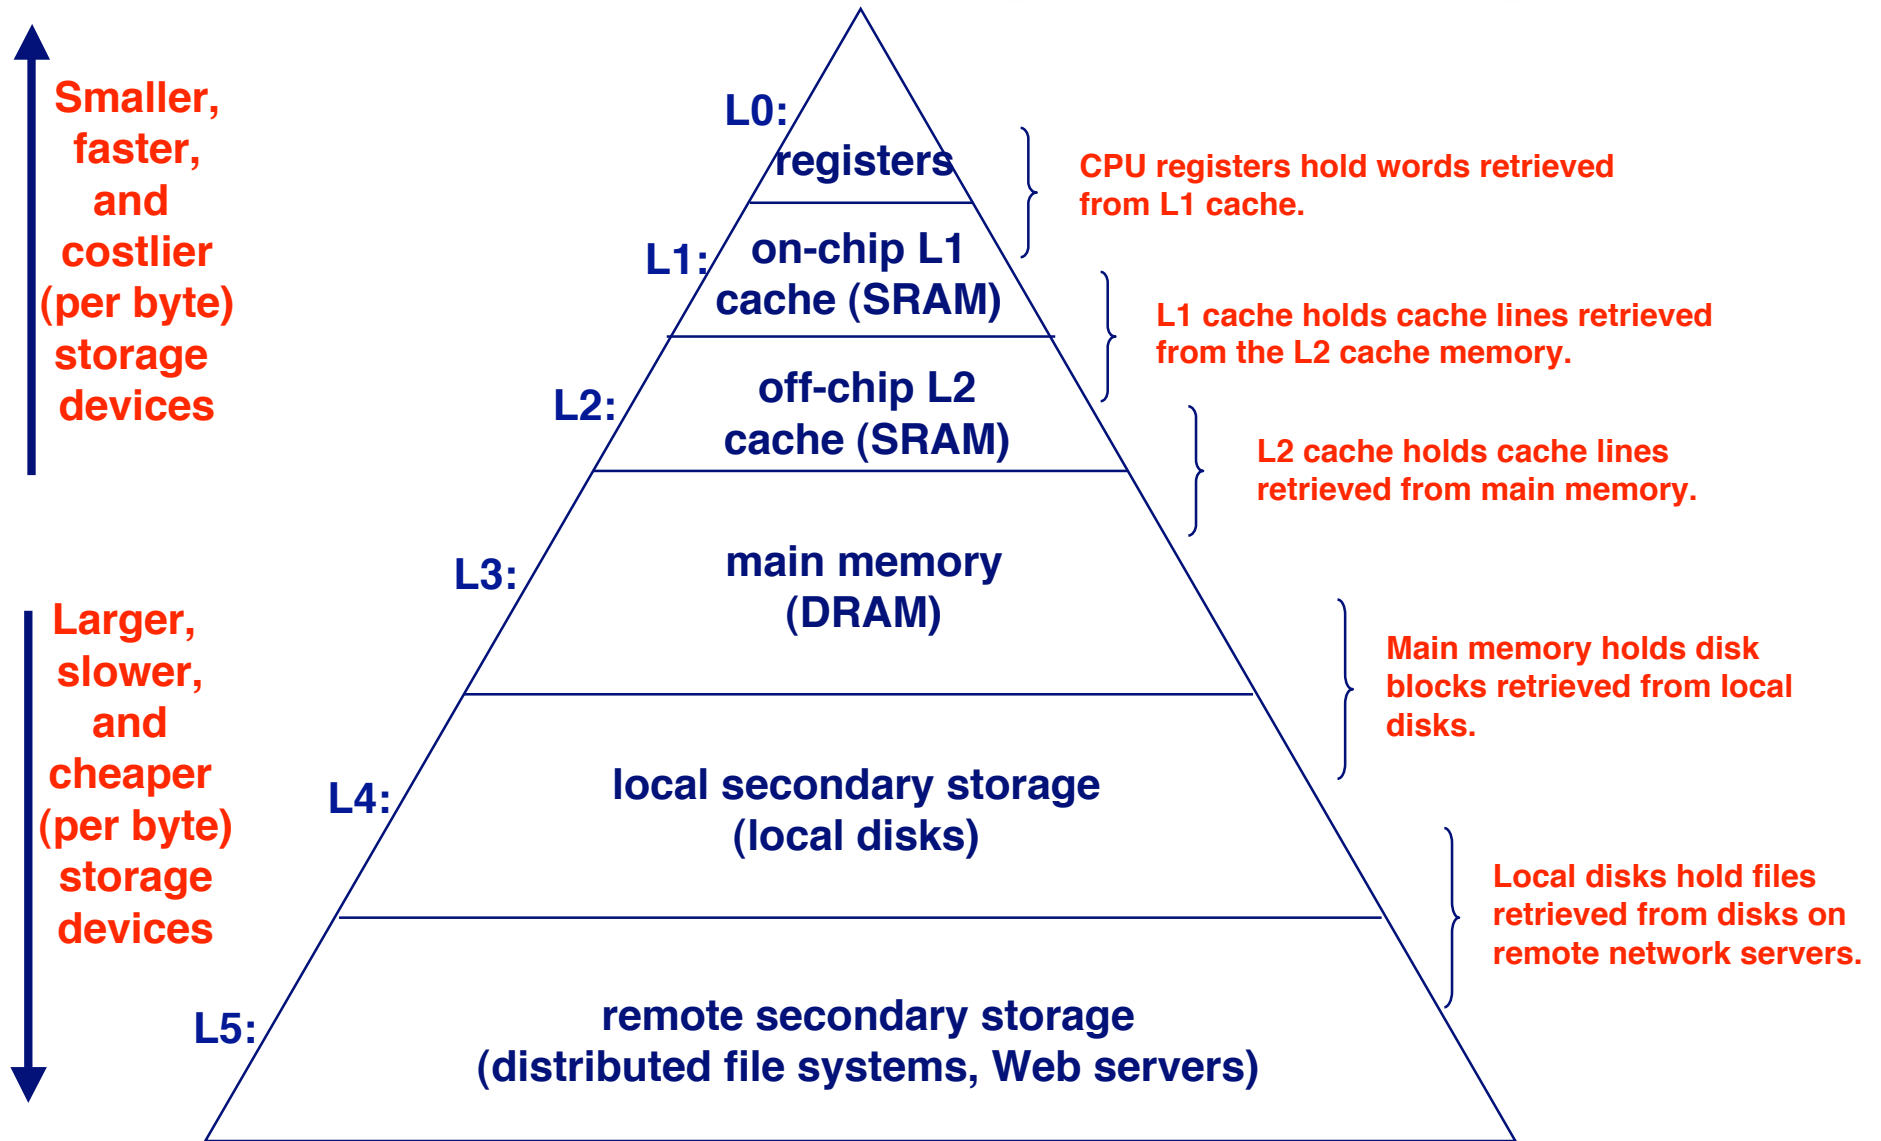 Smaller,
faster,
and
costlier
(per byte)
storage
devices
Larger,
slower,
and
cheaper
(per byte)
storage
devices
L0:
registers
L1:
on-chip L1
cache (SRAM)
L2:
off-chip L2
cache (SRAM)
L3:
main memory
(DRAM)
L4:
local secondary storage
(local disks)
L5:
remote secondary storage
(distributed file systems, Web servers)
CPU registers hold words retrieved
from L1 cache.
L1 cache holds cache lines retrieved
from the L2 cache memory.
L2 cache holds cache lines
retrieved from main memory.
Main memory holds disk
blocks retrieved from local
disks.
Local disks hold files
retrieved from disks on
remote network servers.